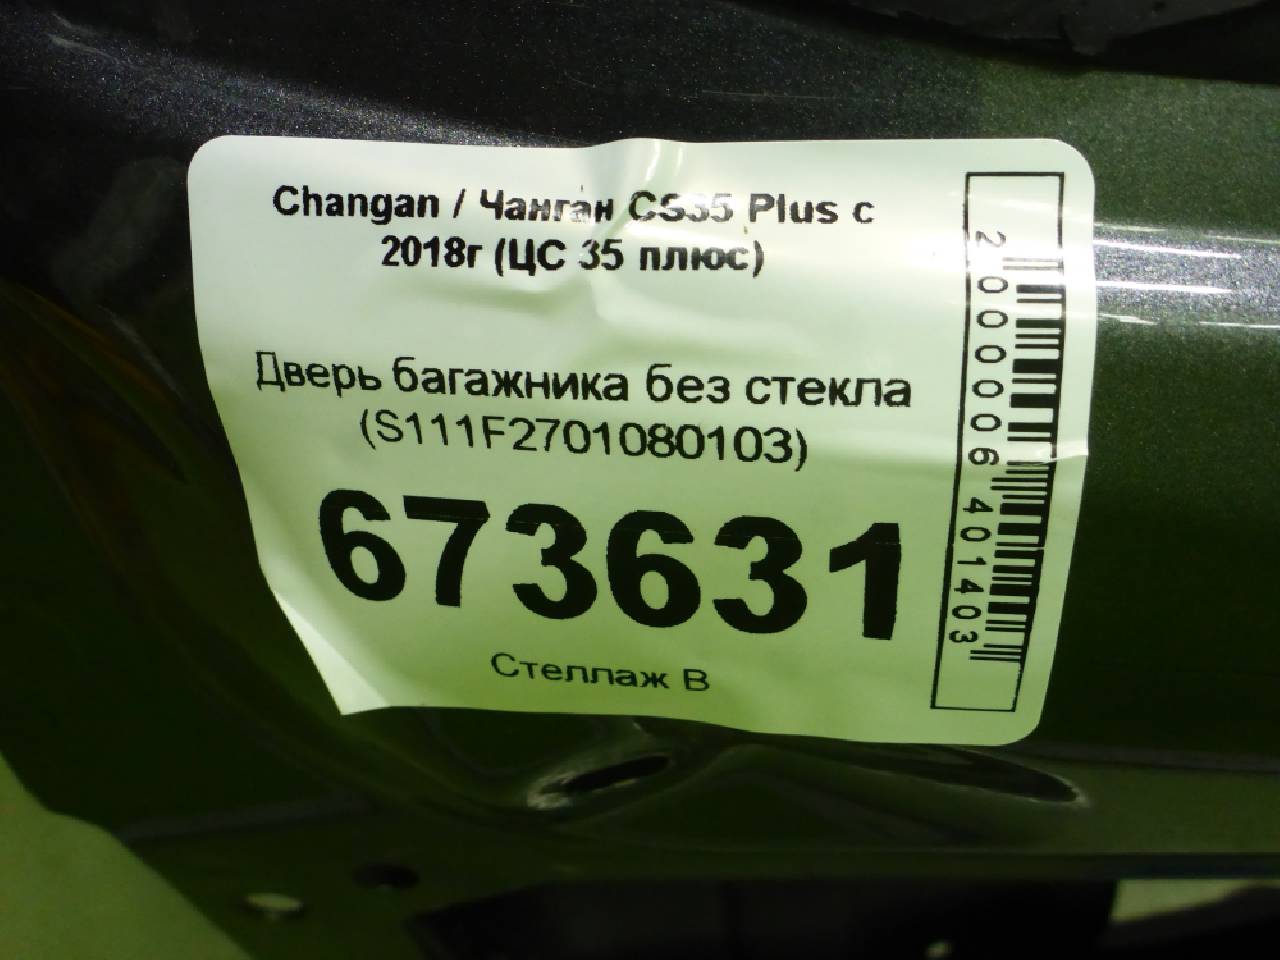 Changan / Чанган CS35 Plus с
2018г (ЦС 35 плюс)
Дверь багажника без стекла
(S111F2701080103)
673631
Стеллаж В
2000006401403